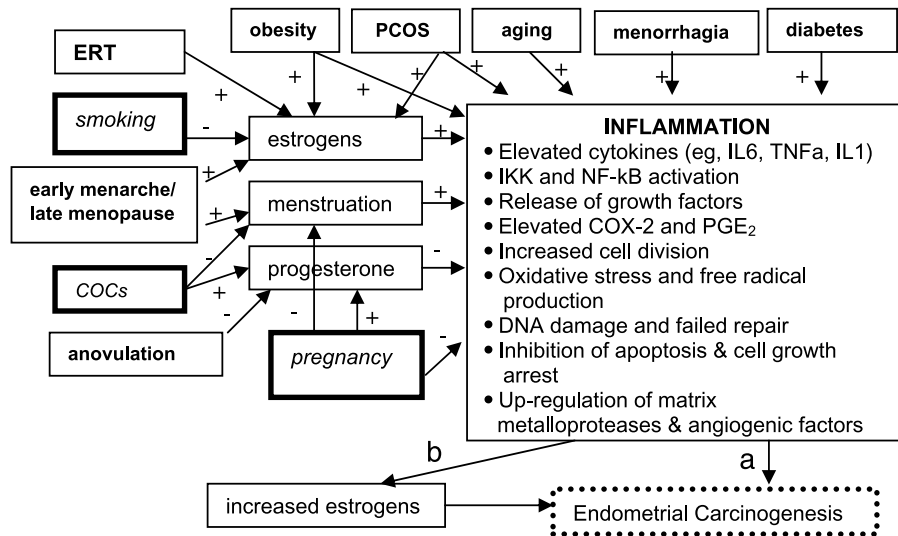 obesity
PCOS
aging
menorrhagia
diabetes
ERT
+
+
+
+
+
+
+
+
+
smoking
-
estrogens
+
early menarche/
late menopause
+
+
menstruation
+
COCs
-
+
progesterone
-
anovulation
-
-
+
pregnancy
-
INFLAMMATION
• Elevated cytokines (eg, IL6, TNFa, IL1)
• IKK and NF-kB activation
• Release of growth factors
• Elevated COX-2 and PGE₂
• Increased cell division
• Oxidative stress and free radical
production
• DNA damage and failed repair
• Inhibition of apoptosis & cell growth
arrest
• Up-regulation of matrix
metalloproteases & angiogenic factors
b
a
increased estrogens
Endometrial Carcinogenesis